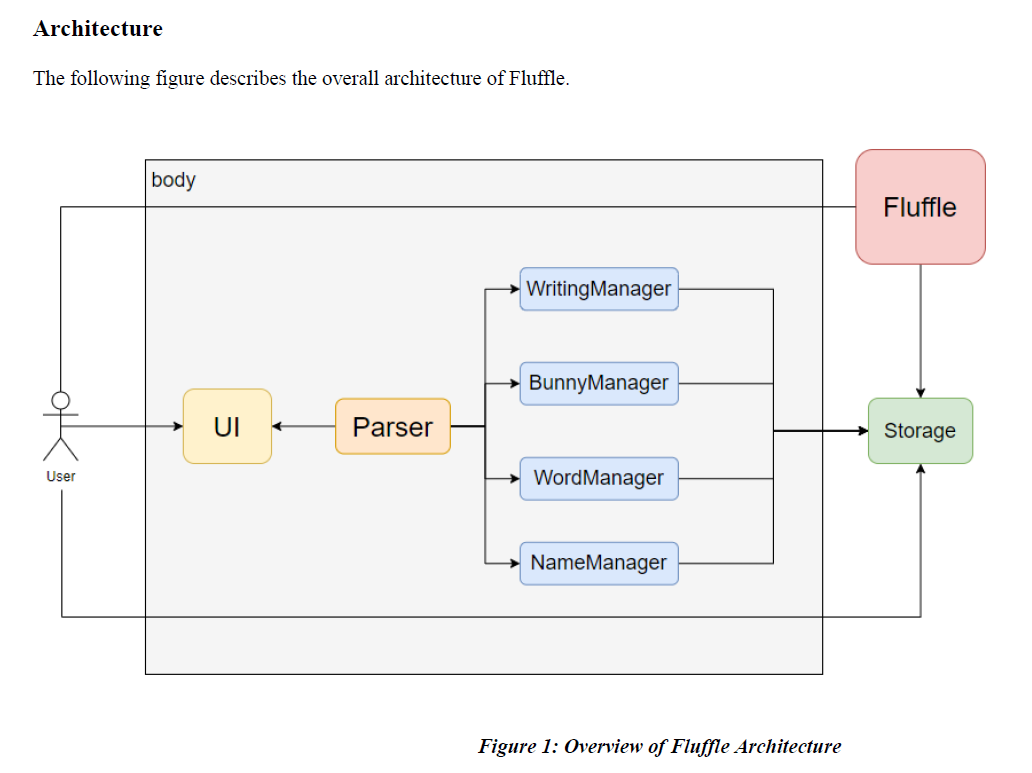 Architecture
The following figure describes the overall architecture of Fluffle.
body
Fluffle
WritingManager
BunnyManager
UI
Parser
Storage
User
WordManager
NameManager
Figure 1: Overview of Fluffle Architecture